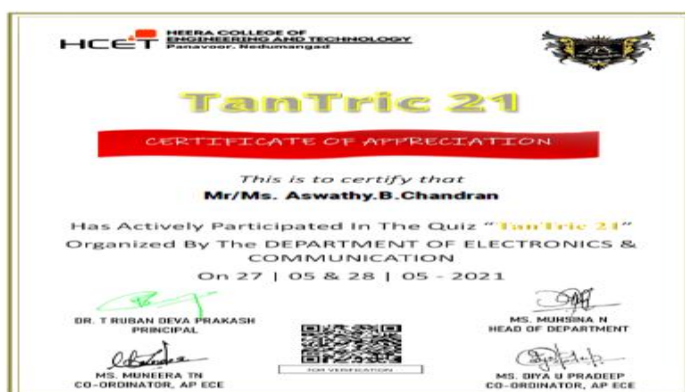 HCET
HEERA COLLEGE OF
ENGINEERING AND TECHNOLOGY
Panavoor, Nedumangad
TanTric 21
CERTIFICATE OF APPRECIATION
This is to certify that
Mr/Ms. Aswathy.B.Chandran
Has Actively Participated In The Quiz "TanTric 21"
Organized By The DEPARTMENT OF ELECTRONICS &
COMMUNICATION
On 27 | 05 & 28 | 05 - 2021
DR. T RUBAN DEVA PRAKASH
PRINCIPAL
MS. MUHSINA N
HEAD OF DEPARTMENT
MS. MUNEERA TN
CO-ORDINATOR, AP ECE
FOR VERIFICATION
MS. DIYA U PRADEEP
CO-ORDINATOR, AP ECE